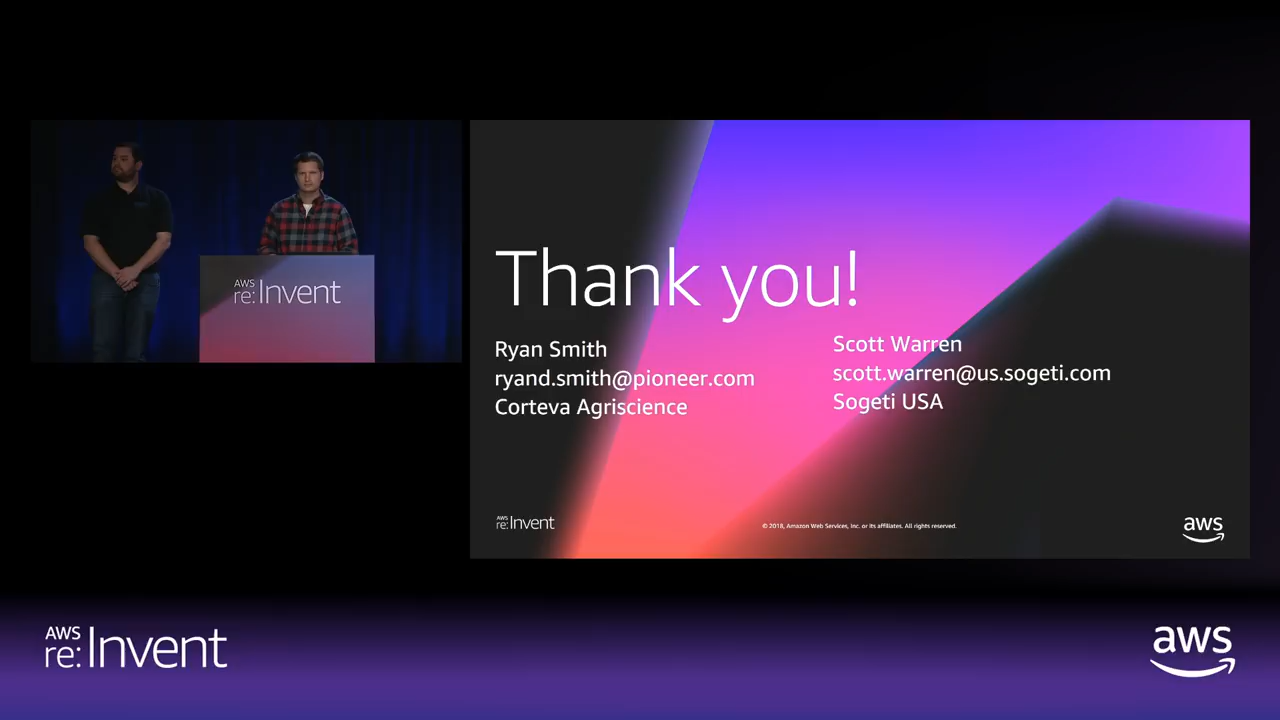 AWS
re:Invent
Thank you!
Ryan Smith
ryand.smith@pioneer.com
Corteva Agriscience
Scott Warren
scott.warren@us.sogeti.com
Sogeti USA
AWS
re:Invent
© 2018, Amazon Web Services, Inc. or its affiliates. All rights reserved.
aws
AWS
re:Invent
aws